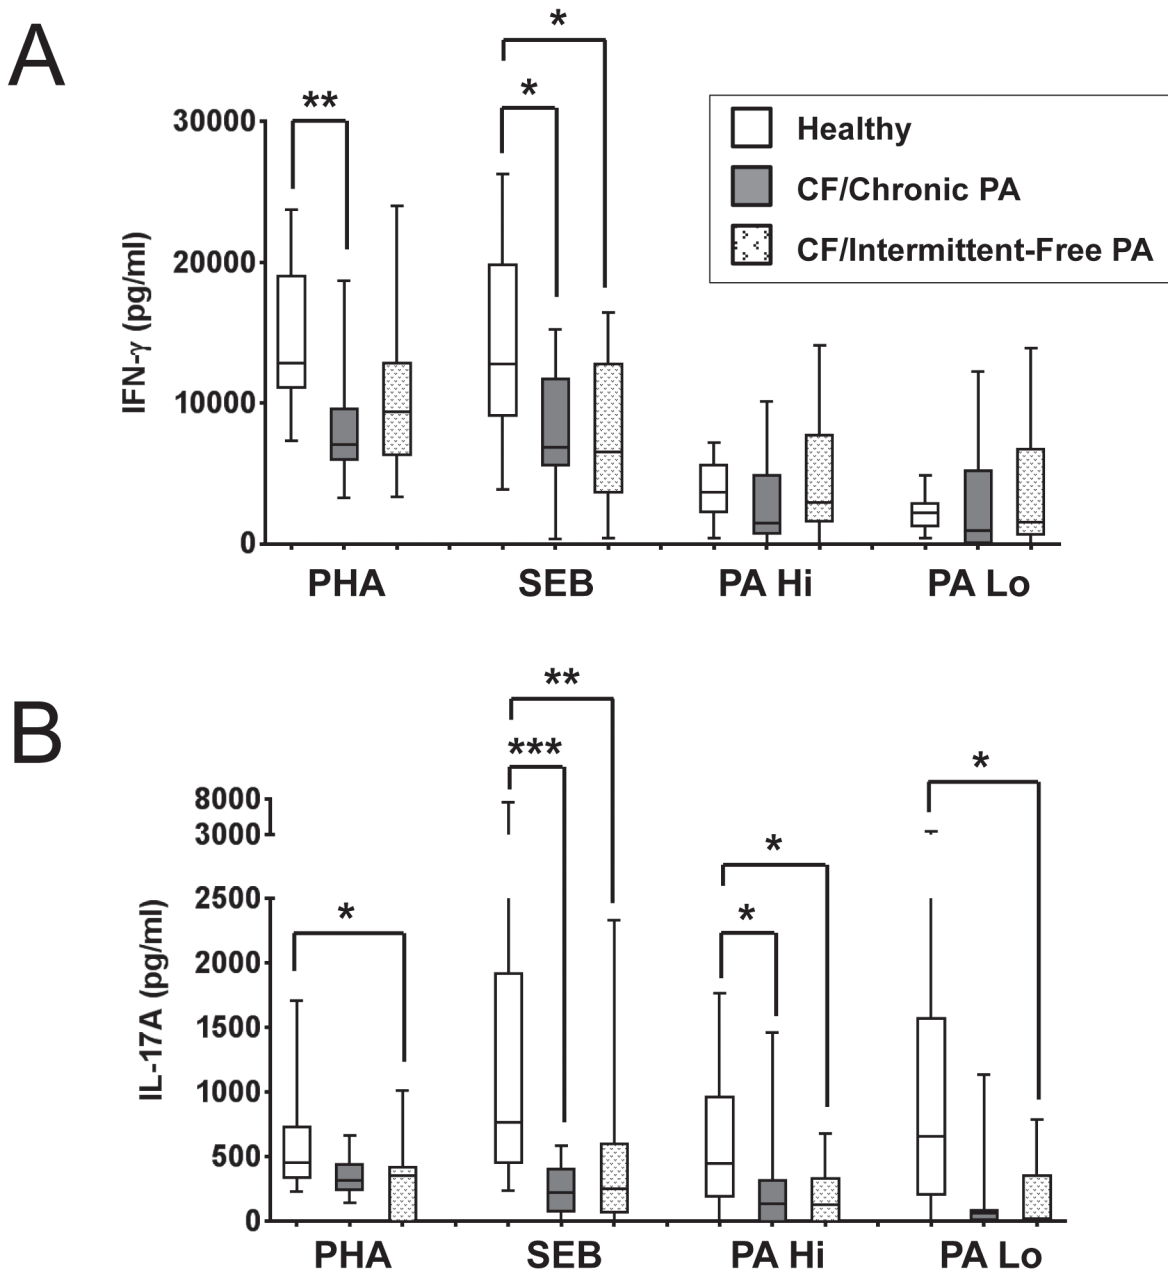 A
*
*
**
30000
20000
10000
0
IFN-γ (pg/ml)
Healthy
CF/Chronic PA
CF/Intermittent-Free PA
PHA SEB PA Hi PA Lo
B
**
***
*
*
*
*
8000
3000
2500
2000
1500
1000
500
0
IL-17A (pg/ml)
PHA SEB PA Hi PA Lo